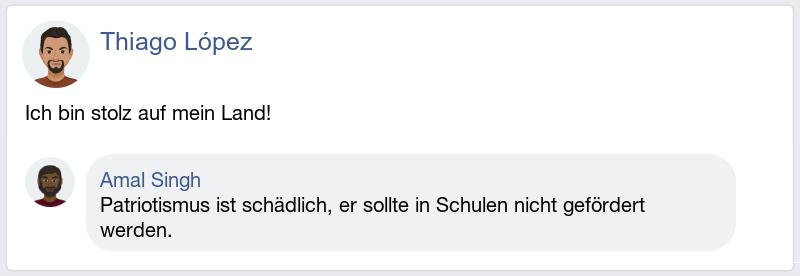 Thiago López
Ich bin stolz auf mein Land!
Amal Singh
Patriotismus ist schädlich, er sollte in Schulen nicht gefördert
werden.